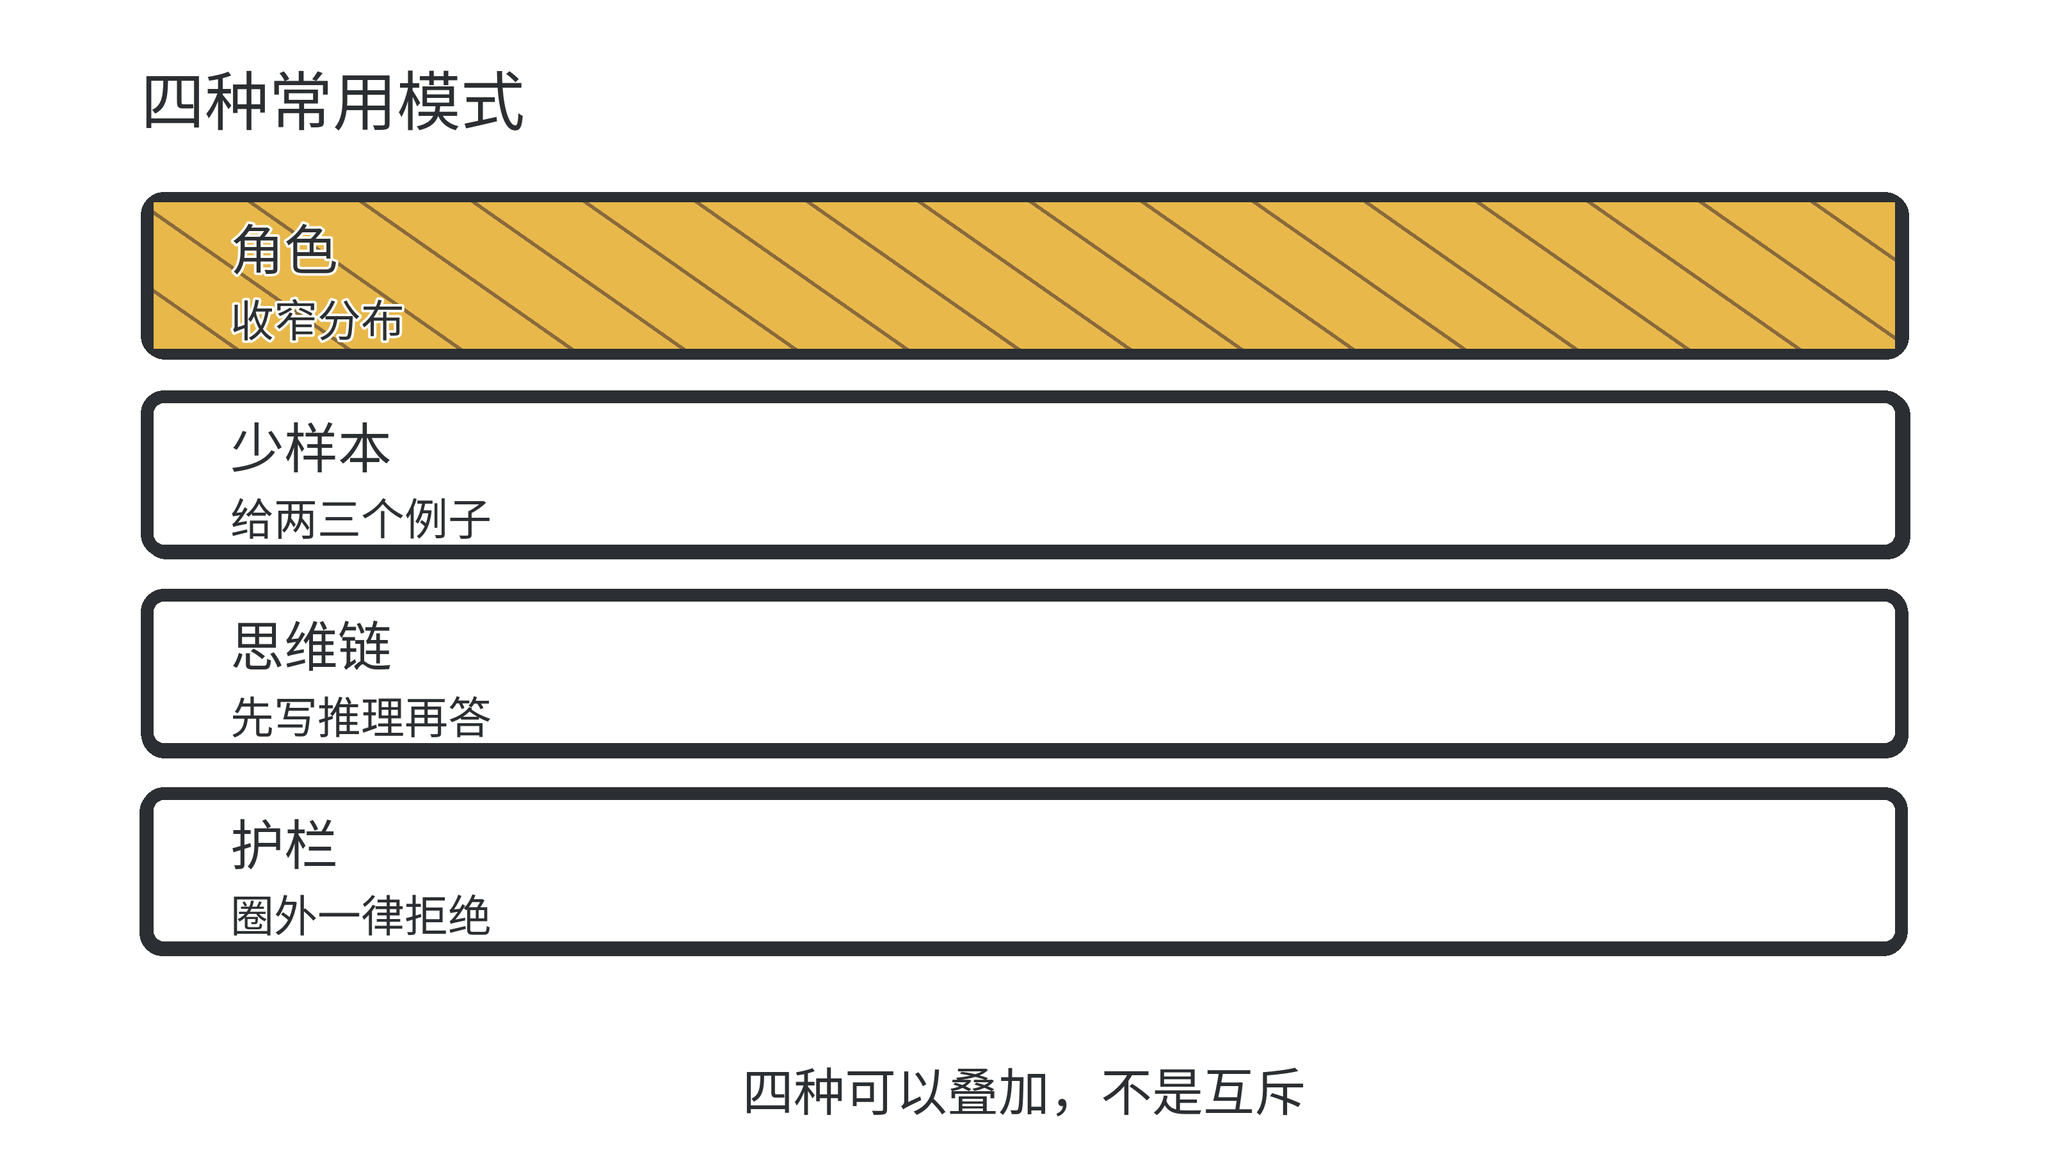 四种常用模式
角色
收窄分布
少样本
给两三个例子
思维链
先写推理再答
护栏
圈外一律拒绝
四种可以叠加，不是互斥